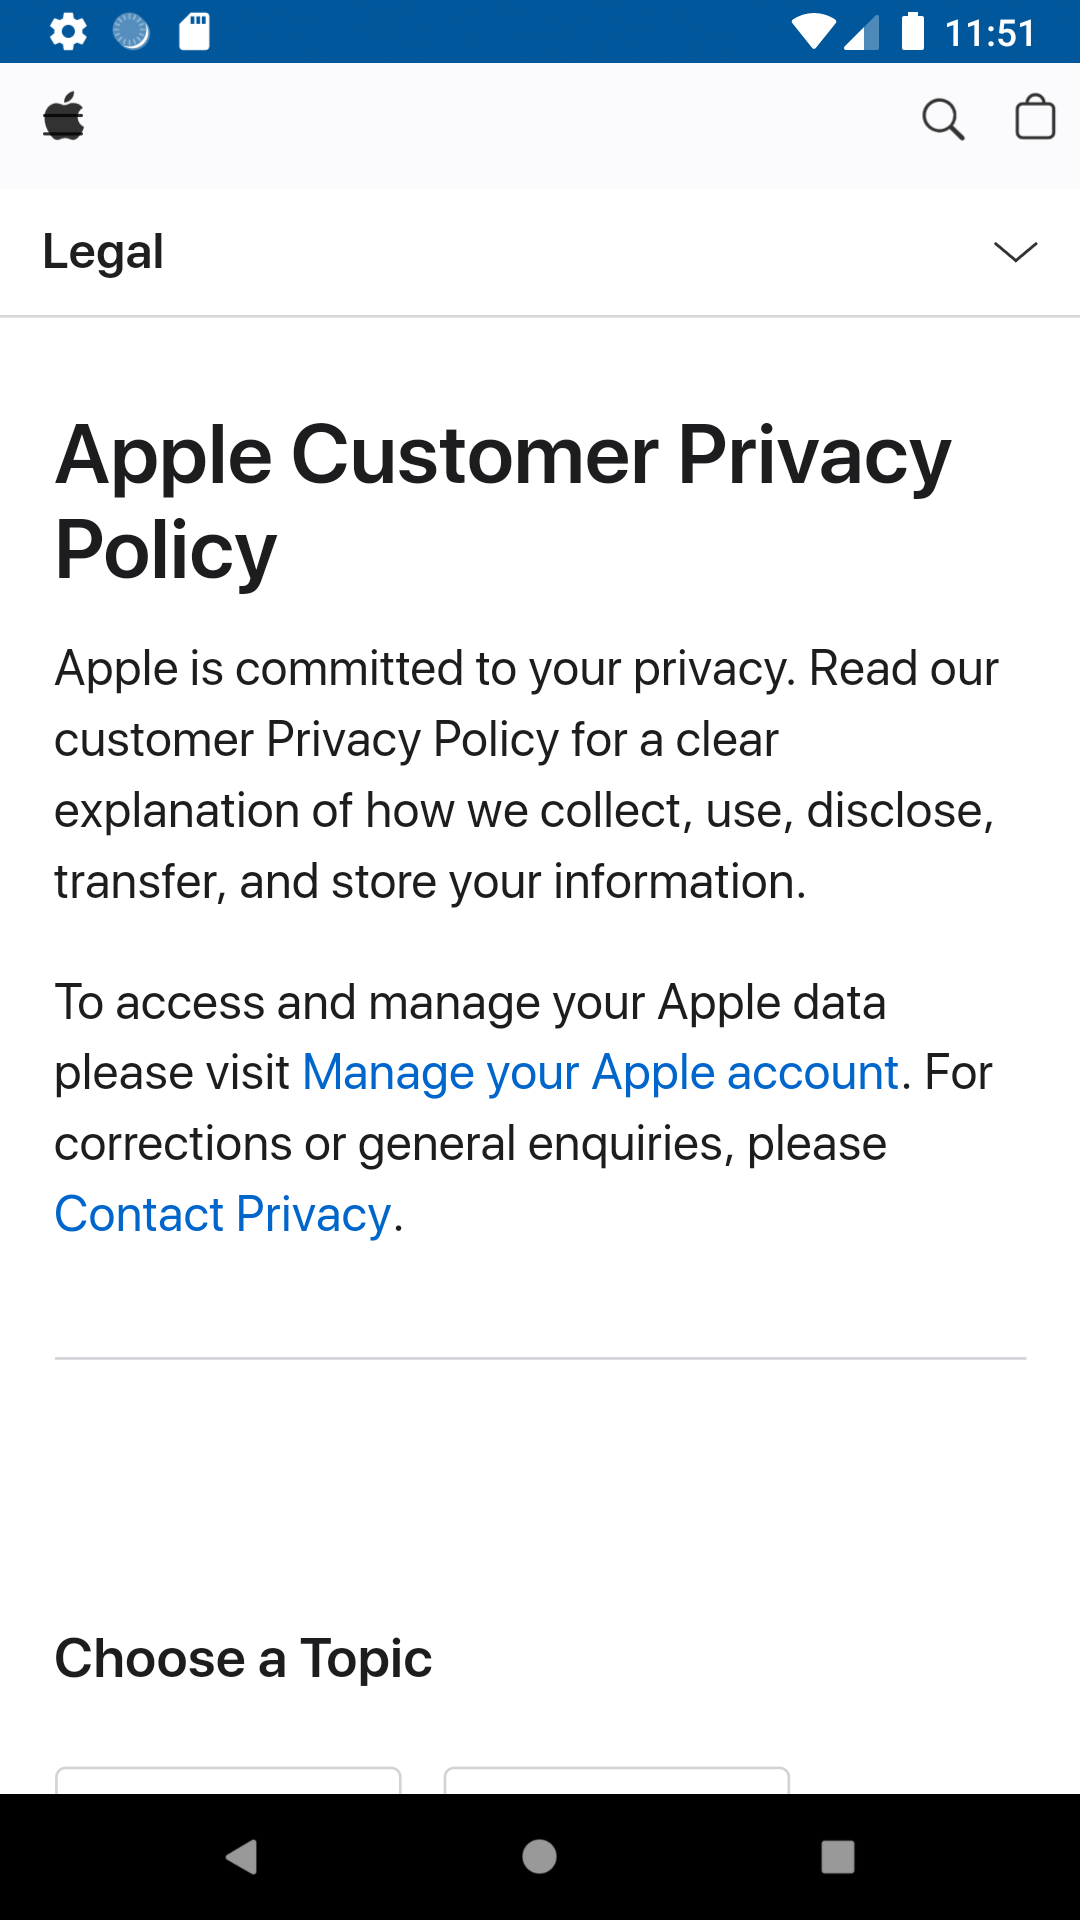 11:51
Legal
Apple Customer Privacy
Policy
Apple is committed to your privacy. Read our
customer Privacy Policy for a clear
explanation of how we collect, use, disclose,
transfer, and store your information.
To access and manage your Apple data
please visit Manage your Apple account. For
corrections or general enquiries, please
Contact Privacy.
Choose a Topic